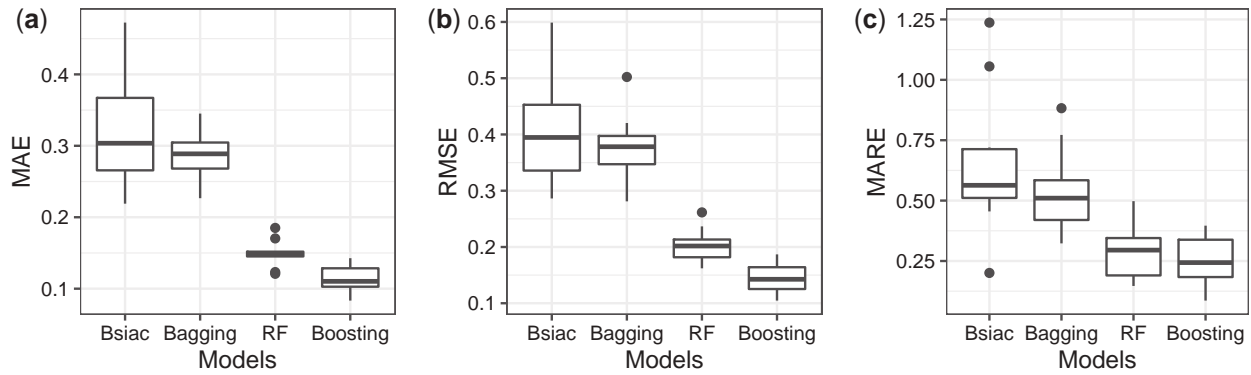 (a)
0.4
0.3
0.2
0.1
MAE
Bsiac Bagging RF Boosting
Models
(b)
0.6
0.5
0.4
0.3
0.2
0.1
RMSE
Bsiac Bagging RF Boosting
Models
(c)
1.25
1.00
0.75
0.50
0.25
MARE
Bsiac Bagging RF Boosting
Models